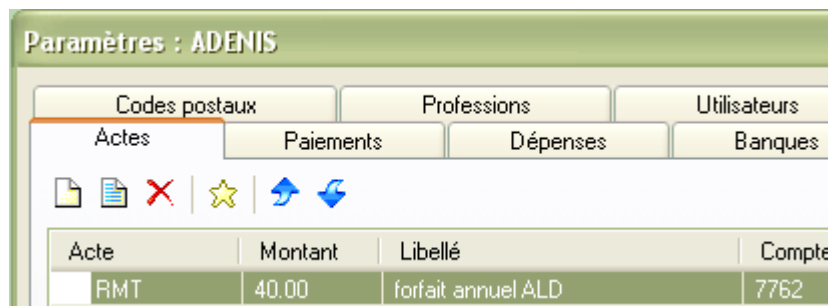 Paramètres : ADENIS
Codes postaux Professions Utilisateurs
Actes Paiements Dépenses Banques
Acte Montant Libellé Compte
RMT 40.00 forfait annuel ALD 7762